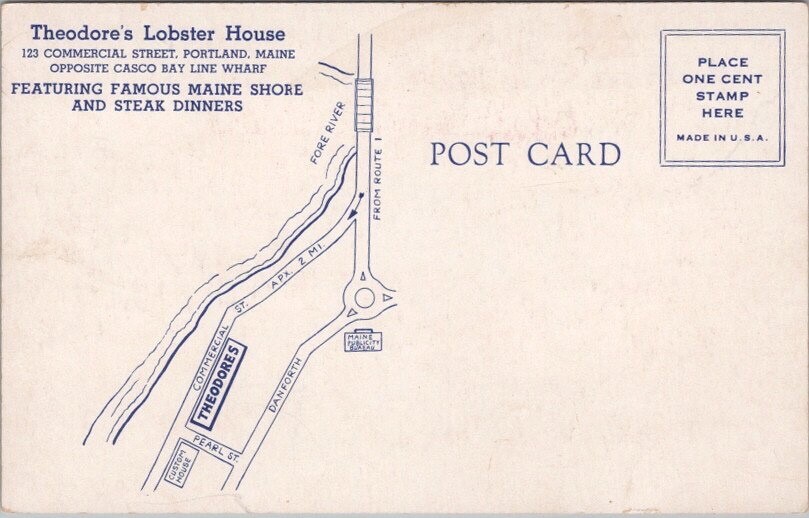 Theodore's Lobster House
123 COMMERCIAL STREET, PORTLAND, MAINE
OPPOSITE CASCO BAY LINE WHARF
FEATURING FAMOUS MAINE SHORE
AND STEAK DINNERS
PLACE
ONE CENT
STAMP
HERE
MADE IN U.S.A.
POST CARD
FORE RIVER
FROM ROUTE 1
APX. 2 MI.
COMMERCIAL ST.
MAINE
PUBLICITY
BUREAU
THEODORES
DANFORTH
PEARL ST.
CUSTOM
HOUSE